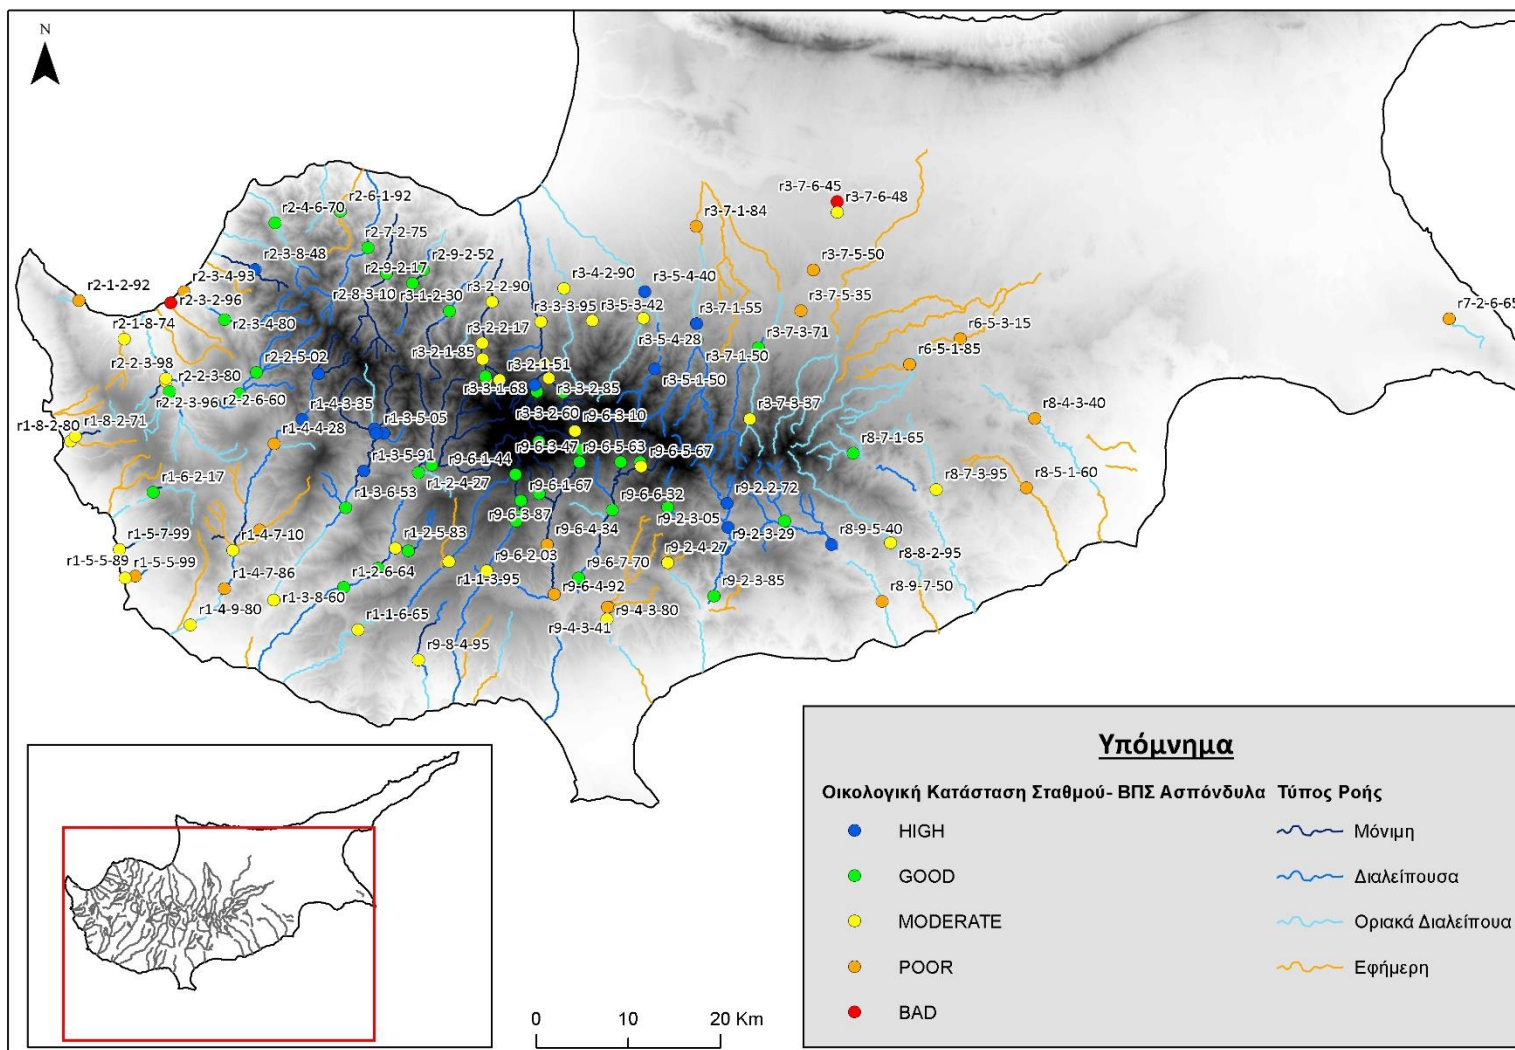 N
r2-6-1-92
r2-4-6-70
r3-7-6-45
r3-7-6-48
r3-7-1-84
r2-7-2-75
r2-3-8-48
r2-9-2-52
r2-9-2-17
r3-7-5-50
r2-3-4-93
r3-4-2-90
r3-5-4-40
r2-1-2-92
r2-3-2-96
r2-8-3-10
r3-1-2-30
r3-2-2-90
r3-3-3-95
r3-5-3-42
r3-7-1-55
r3-7-5-35
r7-2-6-65
r2-1-8-74
r2-3-4-80
r3-2-2-17
r3-5-4-28
r3-7-3-71
r6-5-3-15
r2-2-3-98
r2-2-5-02
r3-2-1-85
r3-2-1-51
r3-7-1-50
r6-5-1-85
r2-2-3-80
r2-2-3-96
r2-2-6-60
r3-3-1-68
r3-3-2-85
r3-5-1-50
r1-4-3-35
r3-3-2-60
r9-6-3-10
r3-7-3-37
r8-4-3-40
r1-8-2-80
r1-8-2-71
r1-4-4-28
r1-3-5-05
r9-6-3-47
r9-6-5-63
r9-6-5-67
r8-7-1-65
r1-3-5-91
r9-6-1-44
r8-7-3-95
r8-5-1-60
r1-6-2-17
r1-3-6-53
r1-2-4-27
r9-6-1-67
r9-6-6-32
r9-2-2-72
r9-6-3-87
r9-6-4-34
r9-2-3-05
r9-2-3-29
r8-9-5-40
r1-5-7-99
r1-4-7-10
r1-2-5-83
r9-6-2-03
r9-2-4-27
r8-8-2-95
r1-5-5-89
r1-5-5-99
r1-4-7-86
r1-2-6-64
r1-1-3-95
r9-6-7-70
r9-2-3-85
r1-4-9-80
r1-3-8-60
r1-1-6-65
r9-6-4-92
r9-4-3-80
r8-9-7-50
r9-4-3-41
r9-8-4-95
Υπόμνημα
Οικολογική Κατάσταση Σταθμού- ΒΠΣ Ασπόνδυλα
Τύπος Ροής
HIGH
Μόνιμη
GOOD
Διαλείπουσα
MODERATE
Οριακά Διαλείπουα
POOR
Εφήμερη
BAD
0 10 20 Km